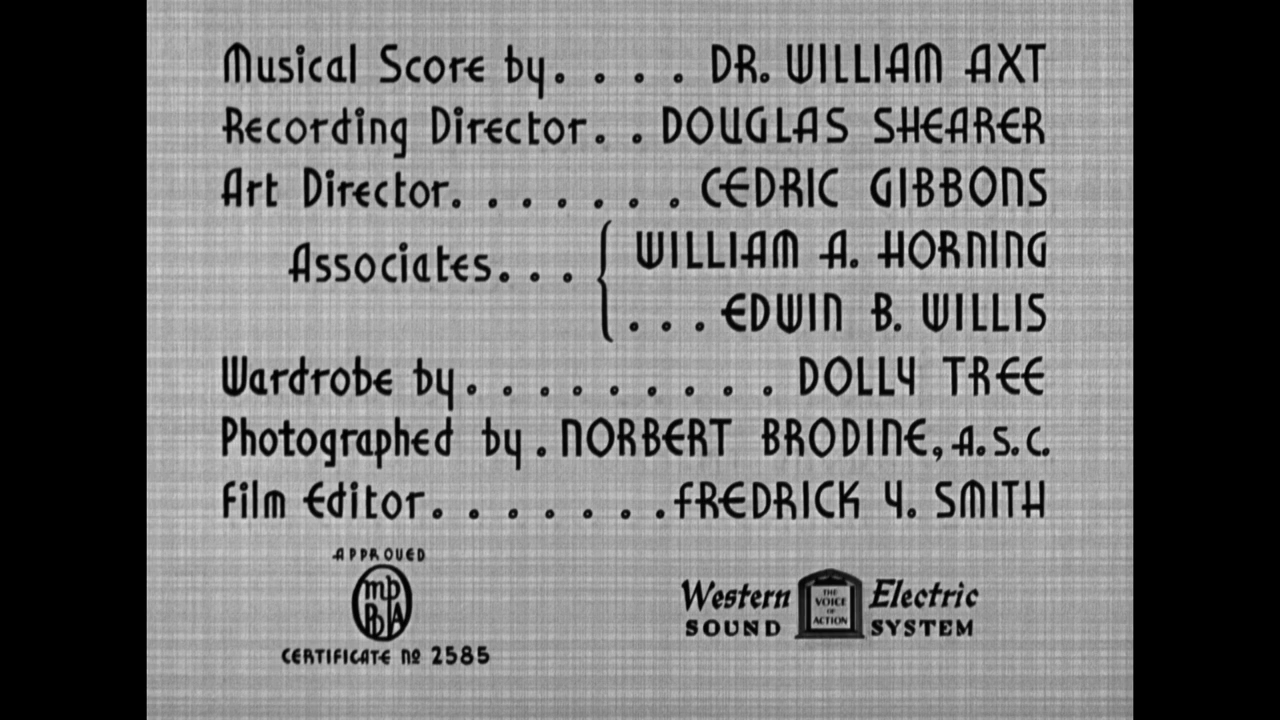 Musical Score by. . . . DR. WILLIAM AXT
Recording Director. . DOUGLAS SHEARER
Art Director. . . . . . . CEDRIC GIBBONS
Associates. . . { WILLIAM A. HORNING
. . . EDWIN B. WILLIS
Wardrobe by. . . . . . . . . DOLLY TREE
Photographed by . NORBERT BRODINE, A.S.C.
Film Editor. . . . . . . FREDRICK Y. SMITH
APPROVED
MPPDA
CERTIFICATE No 2585
Western Electric
SOUND SYSTEM
THE
VOICE
OF
ACTION